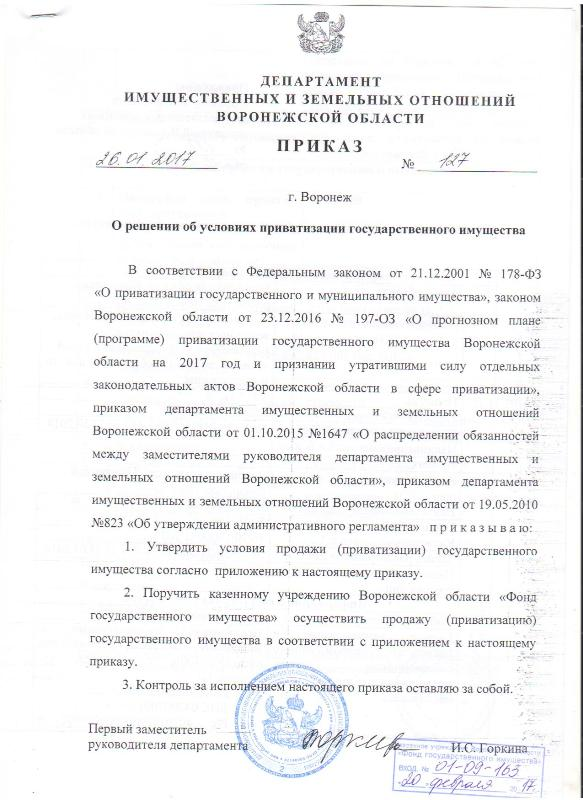 ДЕПАРТАМЕНТ
ИМУЩЕСТВЕННЫХ И ЗЕМЕЛЬНЫХ ОТНОШЕНИЙ
ВОРОНЕЖСКОЙ ОБЛАСТИ
ПРИКАЗ
26.01.2017 № 127
г. Воронеж
О решении об условиях приватизации государственного имущества
В соответствии с Федеральным законом от 21.12.2001 № 178-ФЗ
«О приватизации государственного и муниципального имущества», законом
Воронежской области от 23.12.2016 № 197-ОЗ «О прогнозном плане
(программе) приватизации государственного имущества Воронежской
области на 2017 год и признании утратившими силу отдельных
законодательных актов Воронежской области в сфере приватизации»,
приказом департамента имущественных и земельных отношений
Воронежской области от 01.10.2015 №1647 «О распределении обязанностей
между заместителями руководителя департамента имущественных и
земельных отношений Воронежской области», приказом департамента
имущественных и земельных отношений Воронежской области от 19.05.2010
№823 «Об утверждении административного регламента» п р и к а з ы в а ю:
1. Утвердить условия продажи (приватизации) государственного
имущества согласно приложению к настоящему приказу.
2. Поручить казенному учреждению Воронежской области «Фонд
государственного имущества» осуществить продажу (приватизацию)
государственного имущества в соответствии с приложением к настоящему
приказу.
3. Контроль за исполнением настоящего приказа оставляю за собой.
Первый заместитель
руководителя департамента И.С. Горкина
«Фонд государственного имущества»
ВХОД. № 01-09-163
20 февраля 2017.